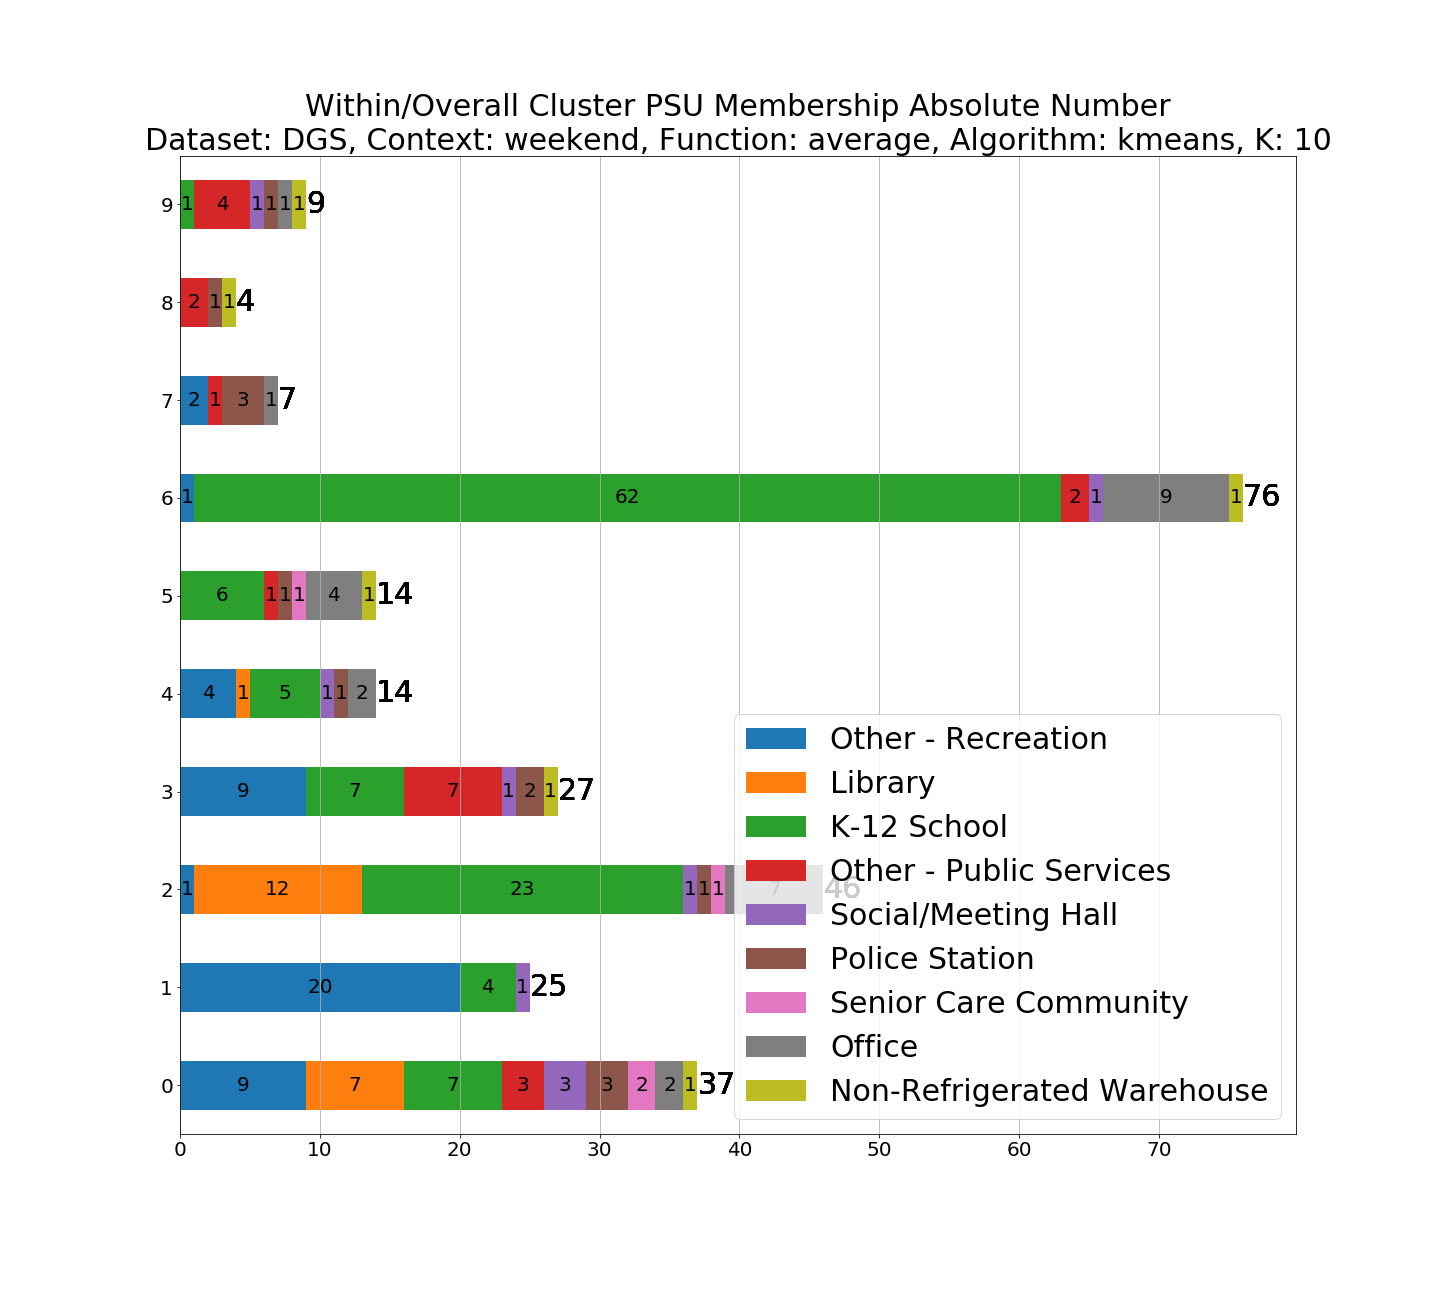 Within/Overall Cluster PSU Membership Absolute Number
Dataset: DGS, Context: weekend, Function: average, Algorithm: kmeans, K: 10
9 1 4 1 1 1 1 9
8 2 1 1 4
7 2 1 3 1 7
6 1 62 2 1 9 1 76
5 6 1 1 1 4 1 14
4 4 1 5 1 1 2 14
3 9 7 7 1 2 1 27
2 1 12 23 1 1 1 7 46
1 20 4 1 25
0 9 7 7 3 3 3 2 2 1 37
Other - Recreation
Library
K-12 School
Other - Public Services
Social/Meeting Hall
Police Station
Senior Care Community
Office
Non-Refrigerated Warehouse
0 10 20 30 40 50 60 70